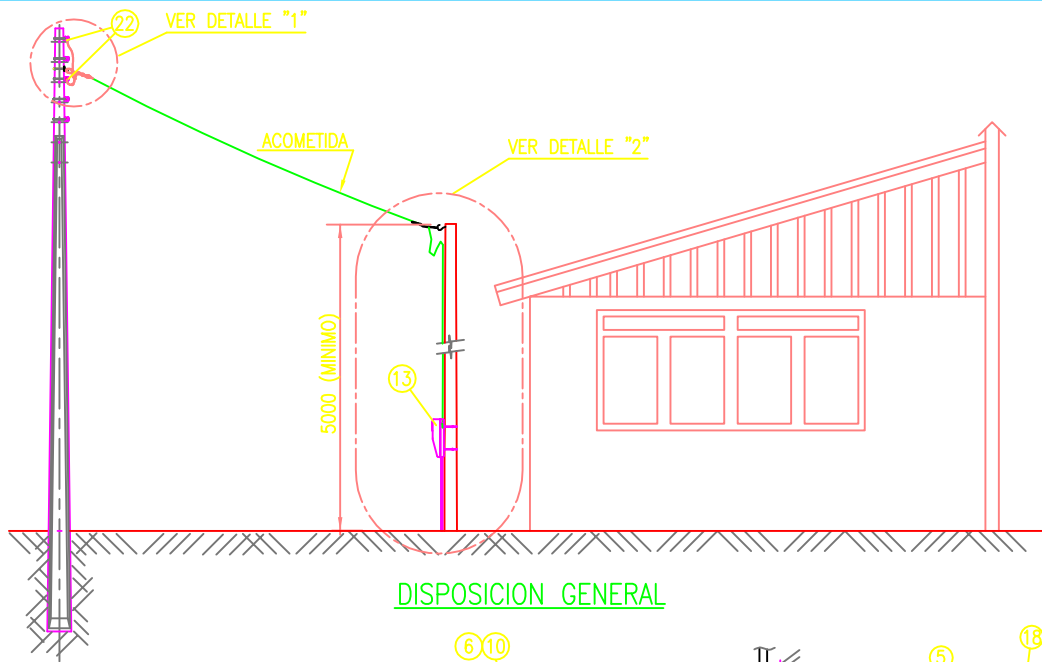 22
VER DETALLE "1"
ACOMETIDA
VER DETALLE "2"
5000 (MINIMO)
13
DISPOSICION GENERAL
6 10
5
18